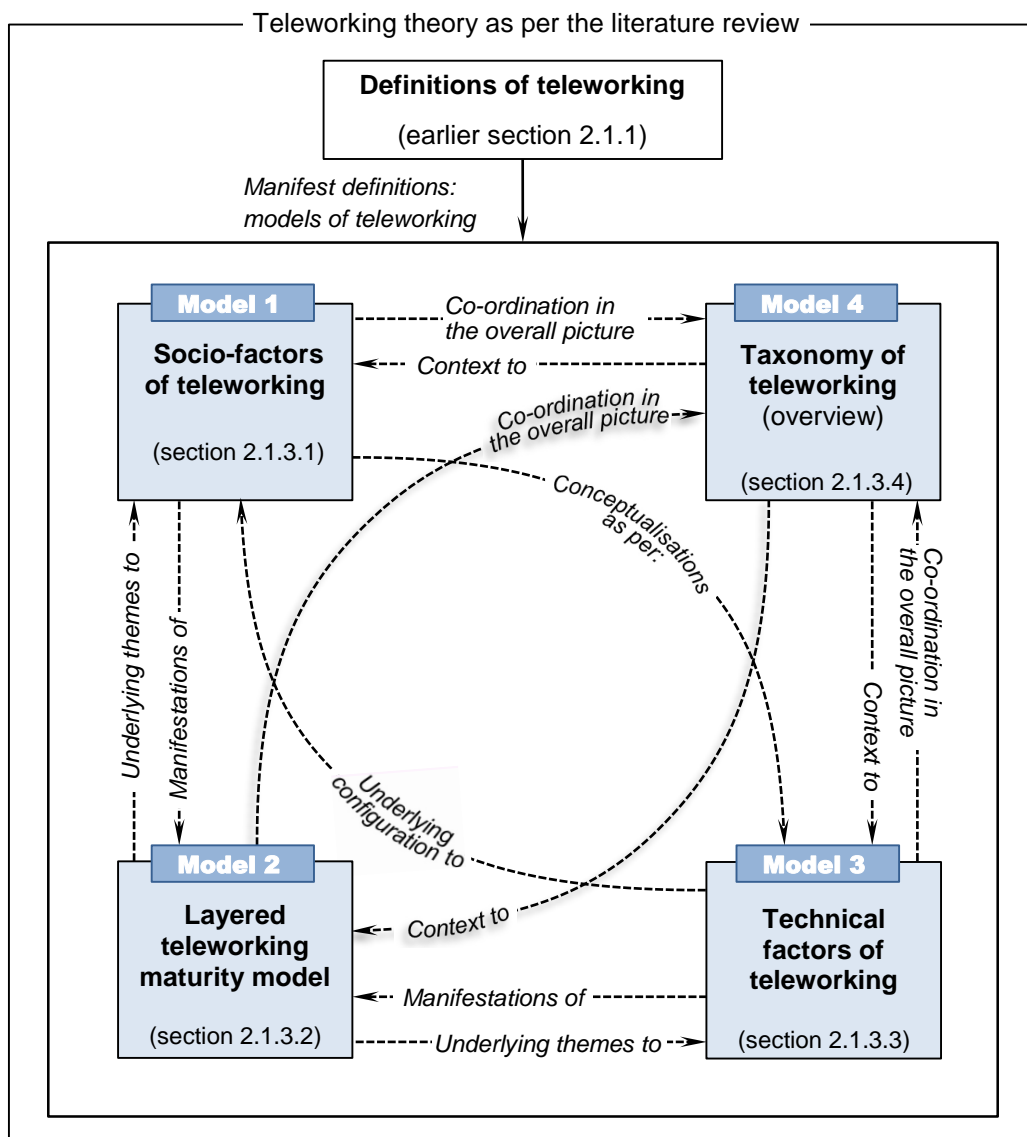 Teleworking theory as per the literature review
Definitions of teleworking
(earlier section 2.1.1)
Manifest definitions:
models of teleworking
Model 1
Socio-factors
of teleworking
(section 2.1.3.1)
Co-ordination in
the overall picture
Context to
Model 4
Taxonomy of
teleworking
(overview)
(section 2.1.3.4)
Co-ordination in
the overall picture
Conceptualisations
as per:
Underlying themes to
Manifestations of
Context to
Co-ordination in
the overall picture
Underlying
configuration to
Model 2
Layered
teleworking
maturity model
(section 2.1.3.2)
Context to
Manifestations of
Underlying themes to
Model 3
Technical
factors of
teleworking
(section 2.1.3.3)